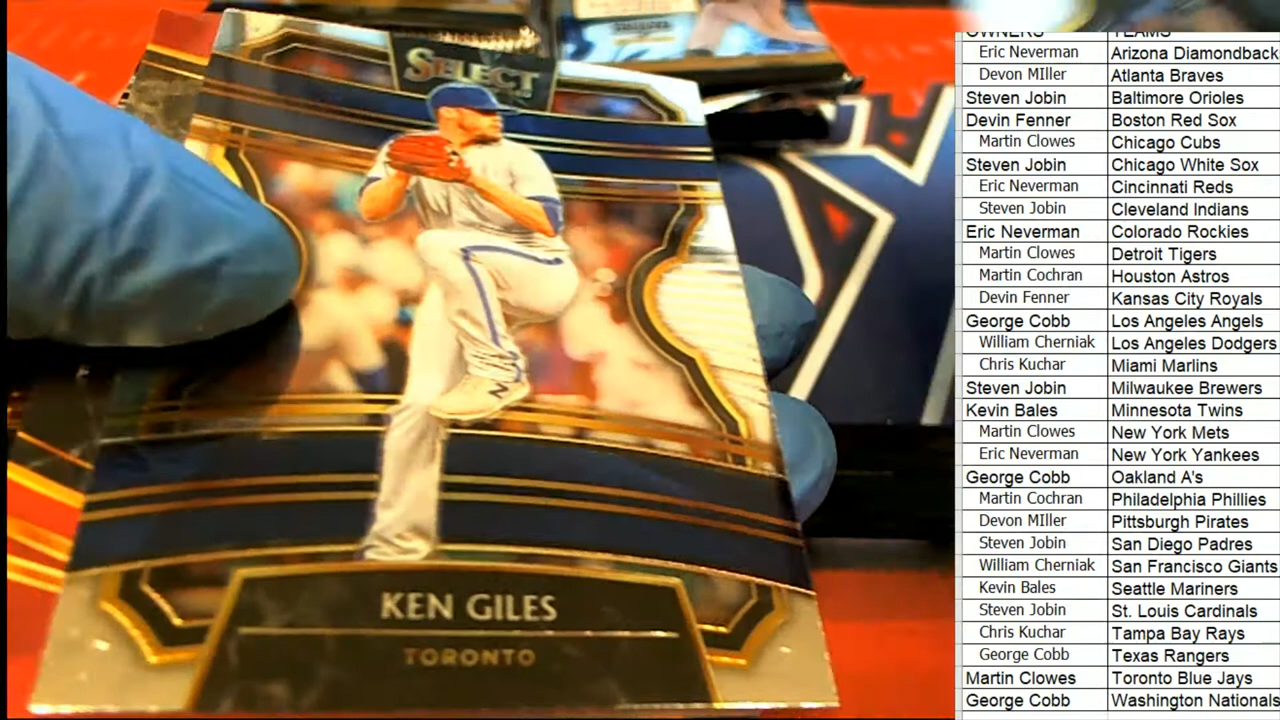 SELECT
KEN GILES
TORONTO
OWNERS TEAMS
Eric Neverman Arizona Diamondback
Devon MIller Atlanta Braves
Steven Jobin Baltimore Orioles
Devin Fenner Boston Red Sox
Martin Clowes Chicago Cubs
Steven Jobin Chicago White Sox
Eric Neverman Cincinnati Reds
Steven Jobin Cleveland Indians
Eric Neverman Colorado Rockies
Martin Clowes Detroit Tigers
Martin Cochran Houston Astros
Devin Fenner Kansas City Royals
George Cobb Los Angeles Angels
William Cherniak Los Angeles Dodgers
Chris Kuchar Miami Marlins
Steven Jobin Milwaukee Brewers
Kevin Bales Minnesota Twins
Martin Clowes New York Mets
Eric Neverman New York Yankees
George Cobb Oakland A's
Martin Cochran Philadelphia Phillies
Devon MIller Pittsburgh Pirates
Steven Jobin San Diego Padres
William Cherniak San Francisco Giants
Kevin Bales Seattle Mariners
Steven Jobin St. Louis Cardinals
Chris Kuchar Tampa Bay Rays
George Cobb Texas Rangers
Martin Clowes Toronto Blue Jays
George Cobb Washington Nationals